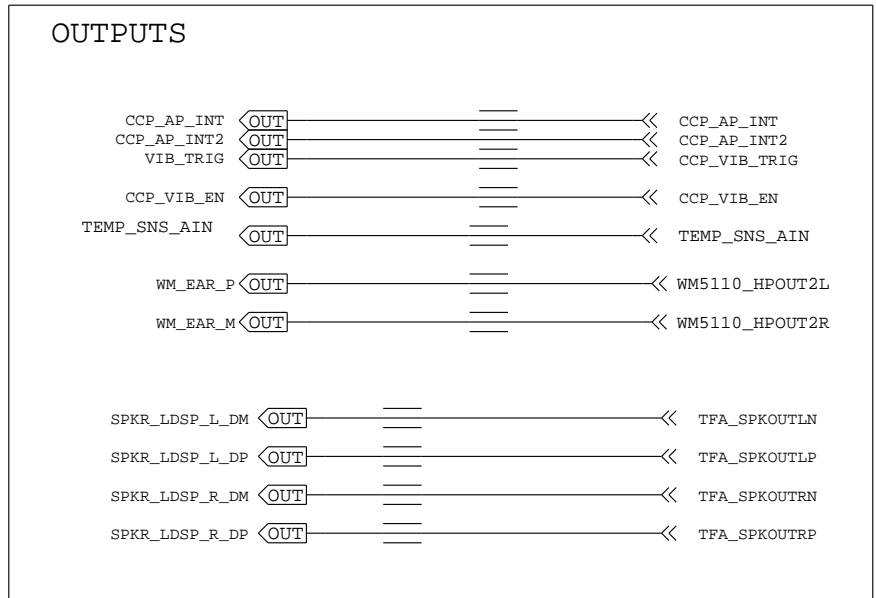 OUTPUTS
CCP_AP_INT OUT CCP_AP_INT
CCP_AP_INT2 OUT CCP_AP_INT2
VIB_TRIG OUT CCP_VIB_TRIG
CCP_VIB_EN OUT CCP_VIB_EN
TEMP_SNS_AIN OUT TEMP_SNS_AIN
WM_EAR_P OUT WM5110_HPOUT2L
WM_EAR_M OUT WM5110_HPOUT2R
SPKR_LDSP_L_DM OUT TFA_SPKOUTLN
SPKR_LDSP_L_DP OUT TFA_SPKOUTLP
SPKR_LDSP_R_DM OUT TFA_SPKOUTRN
SPKR_LDSP_R_DP OUT TFA_SPKOUTRP